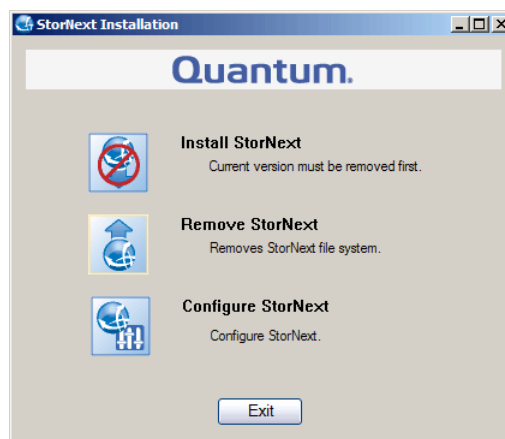 StorNext Installation
Quantum.
Install StorNext
Current version must be removed first.
Remove StorNext
Removes StorNext file system.
Configure StorNext
Configure StorNext.
Exit